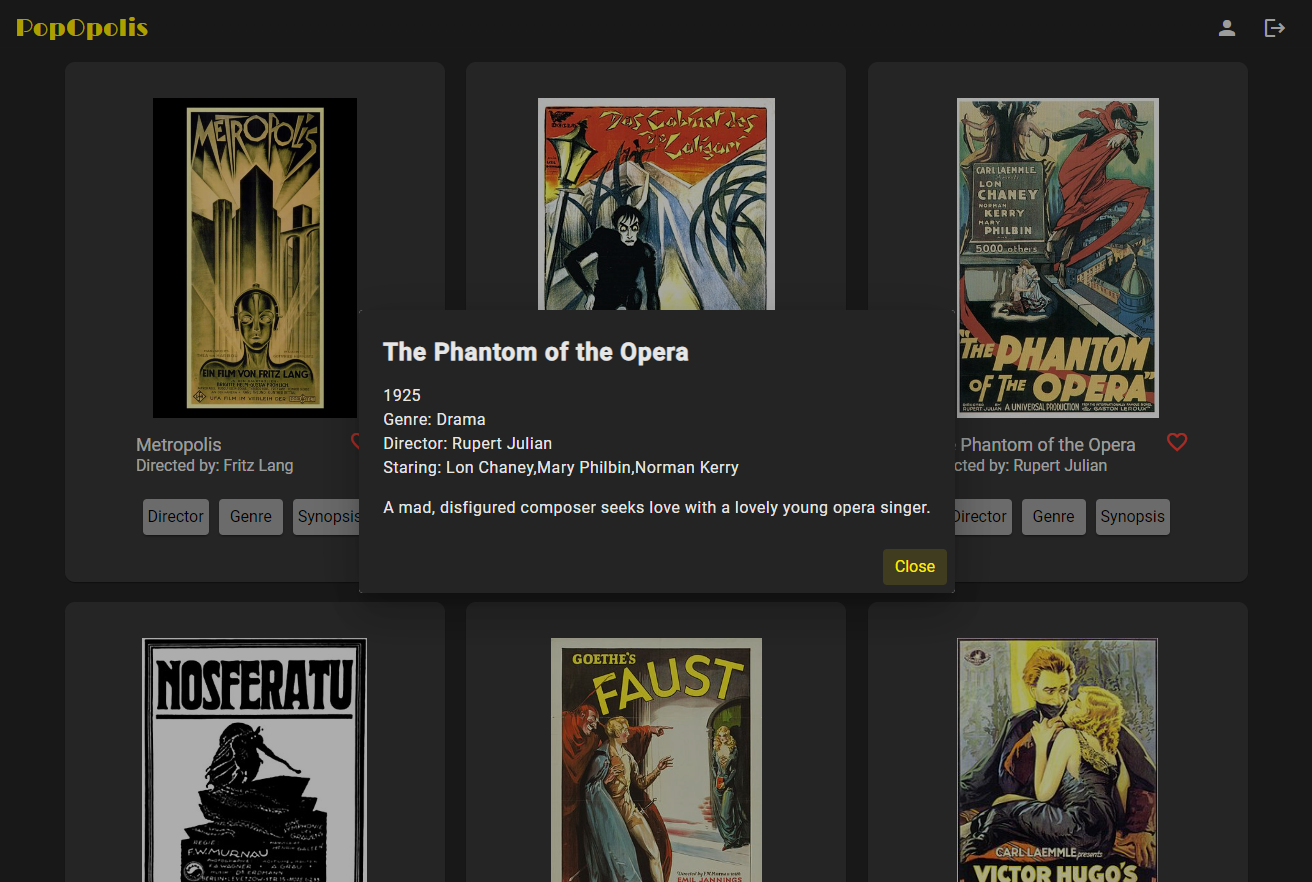 PopOpolis
METROPOLIS
EIN FILM VON FRITZ LANG
Das Cabinet des
Dr. Caligari
CARL LAEMMLE
LON
CHANEY
NORMAN
KERRY
MARY
PHILBIN
5000 others
"THE PHANTOM
OF THE OPERA"
RUPERT JULIAN A UNIVERSAL PRODUCTION
GASTON LEROUX
Metropolis
Directed by: Fritz Lang
Director Genre Synopsis
The Phantom of the Opera
1925
Genre: Drama
Director: Rupert Julian
Staring: Lon Chaney,Mary Philbin,Norman Kerry
A mad, disfigured composer seeks love with a lovely young opera singer.
Close
Phantom of the Opera
cted by: Rupert Julian
Director Genre Synopsis
NOSFERATU
REGIE
F.W. MURNAU
GOETHE'S
FAUST
EMIL JANNINGS
CARL LAEMMLE presents
VICTOR HUGO'S